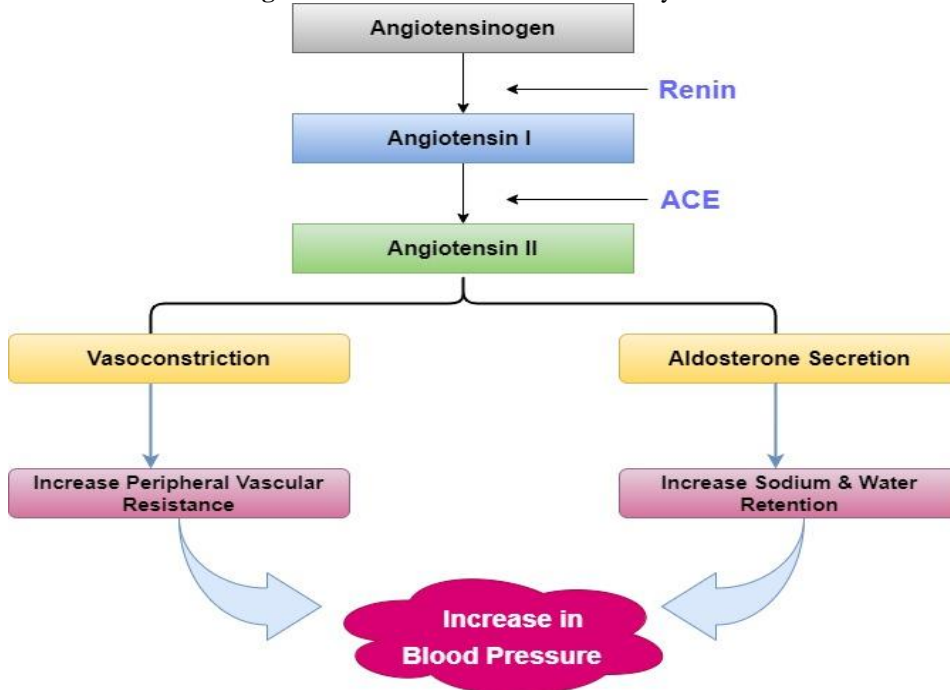 Angiotensinogen
Renin
Angiotensin I
ACE
Angiotensin II
Vasoconstriction
Aldosterone Secretion
Increase Peripheral Vascular
Resistance
Increase Sodium & Water
Retention
Increase in
Blood Pressure